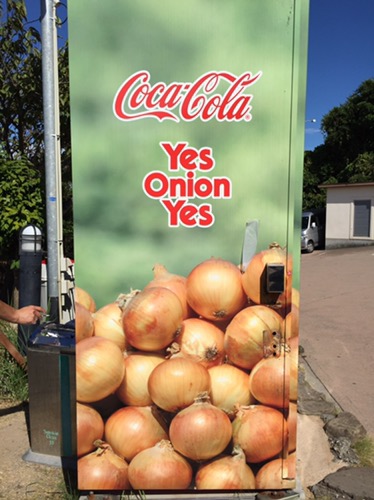 Coca-Cola
Yes
Onion
Yes